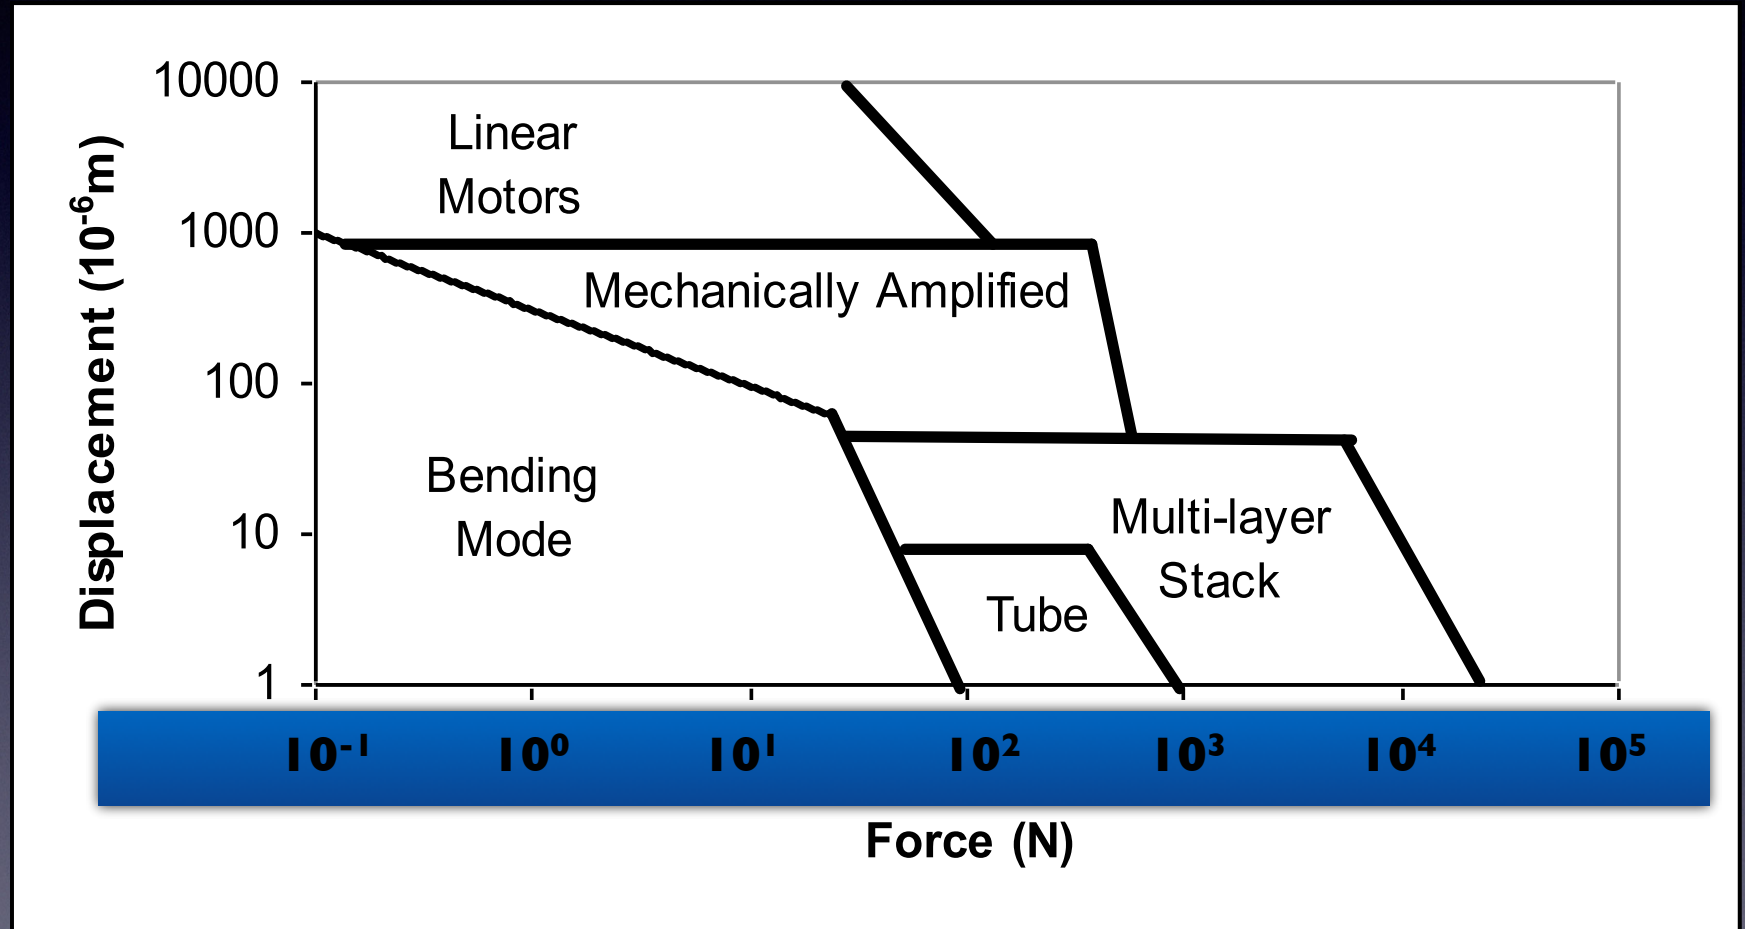 10000
1000
100
10
1
Displacement (10⁻⁶m)
Linear
Motors
Mechanically Amplified
Bending
Mode
Multi-layer
Stack
Tube
10⁻¹ 10⁰ 10¹ 10² 10³ 10⁴ 10⁵
Force (N)